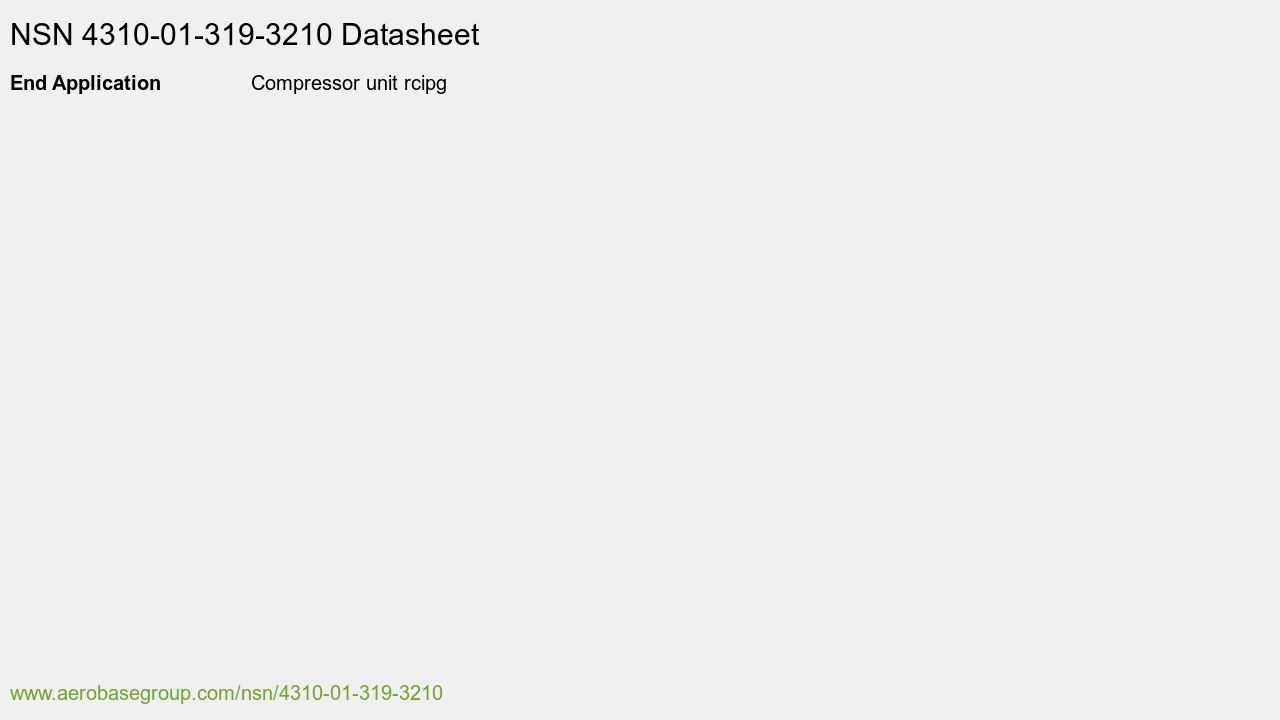 NSN 4310-01-319-3210 Datasheet
End Application Compressor unit rcipg
www.aerobasegroup.com/nsn/4310-01-319-3210